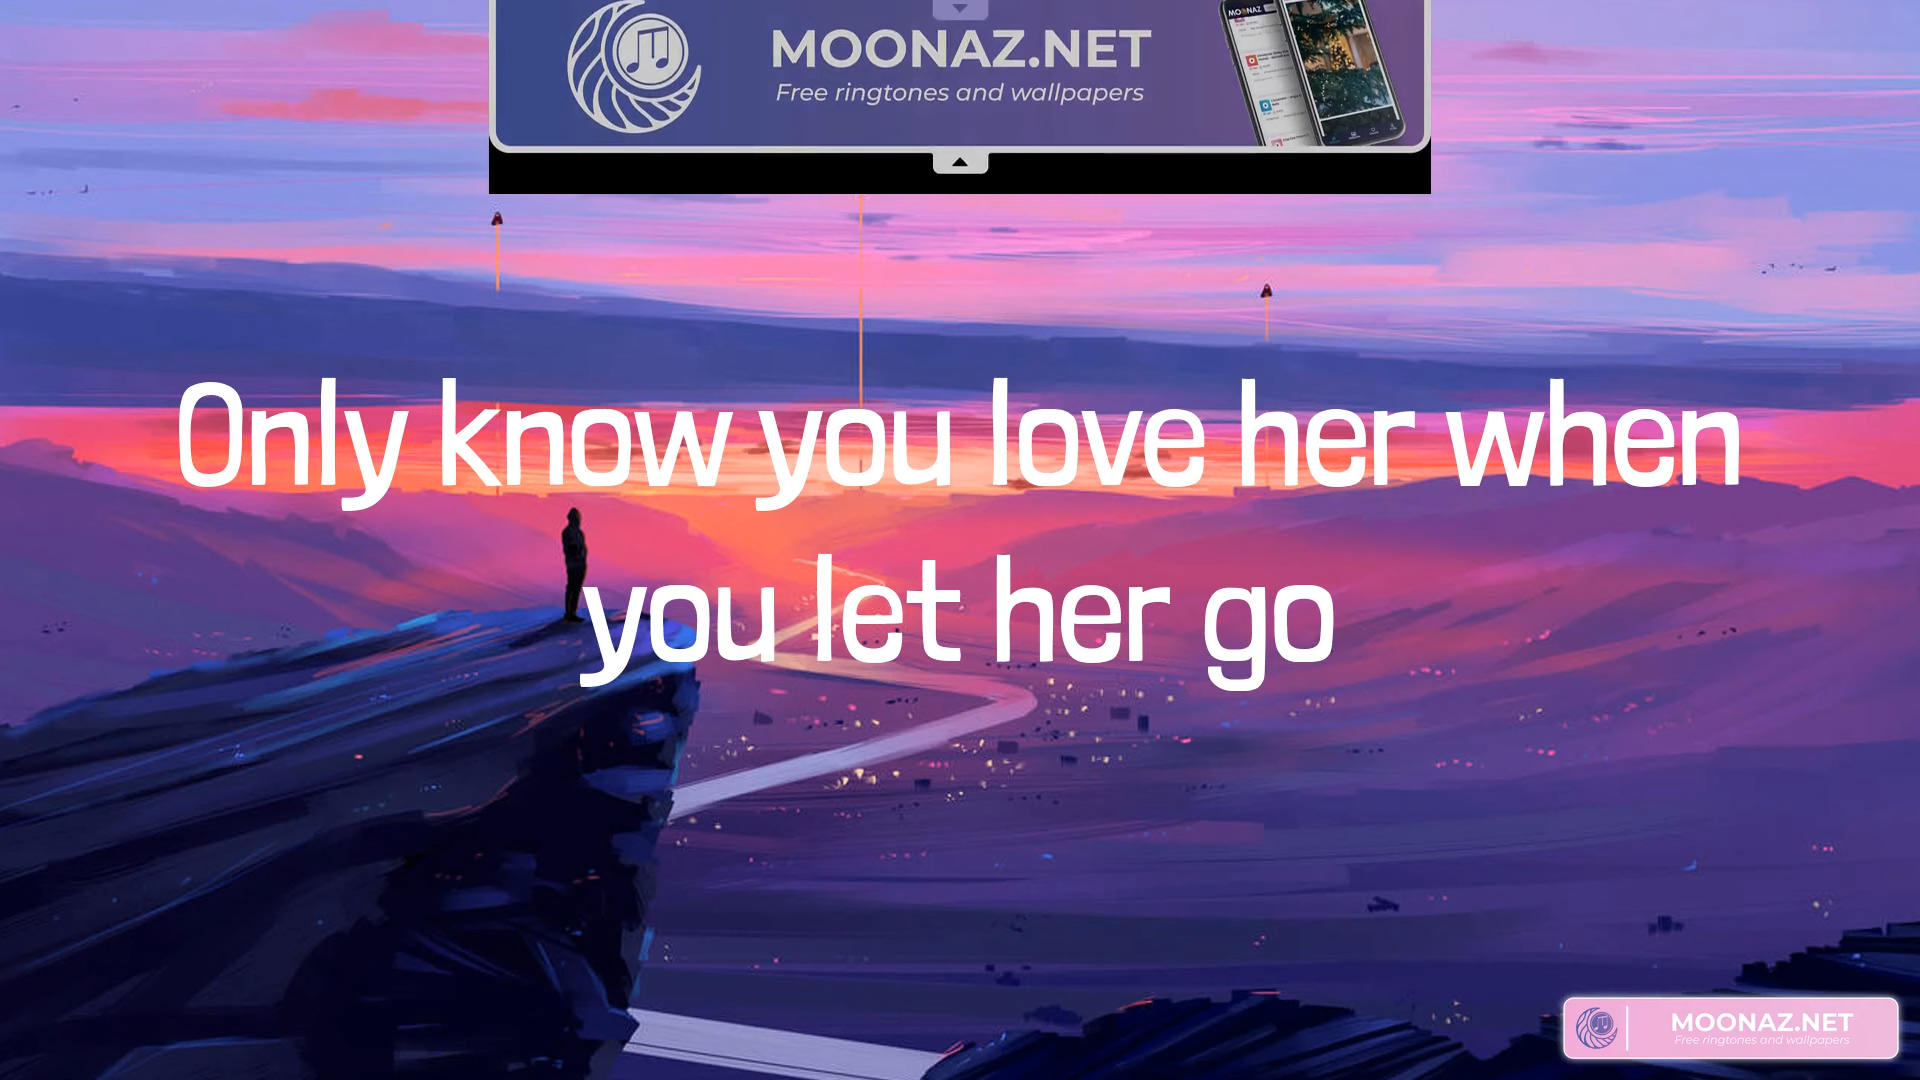 MOONAZ.NET
Free ringtones and wallpapers
Only know you love her when
you let her go
MOONAZ.NET
Free ringtones and wallpapers